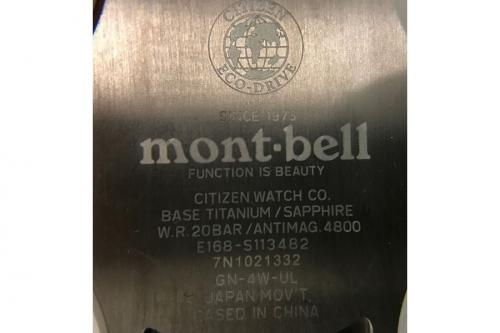 CITIZEN
ECO-DRIVE
SINCE 1975
mont·bell
FUNCTION IS BEAUTY
CITIZEN WATCH CO.
BASE TITANIUM/SAPPHIRE
W.R.20BAR/ANTIMAG.4800
E168-S113482
7N1021332
GN-4W-UL
JAPAN MOV'T,
CASED IN CHINA